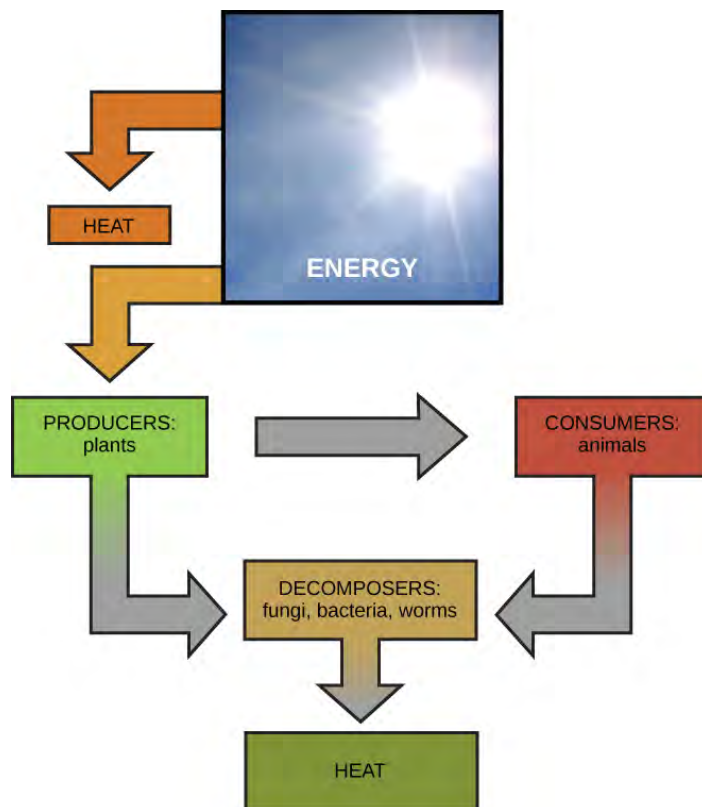 ENERGY
HEAT
PRODUCERS:
plants
CONSUMERS:
animals
DECOMPOSERS:
fungi, bacteria, worms
HEAT